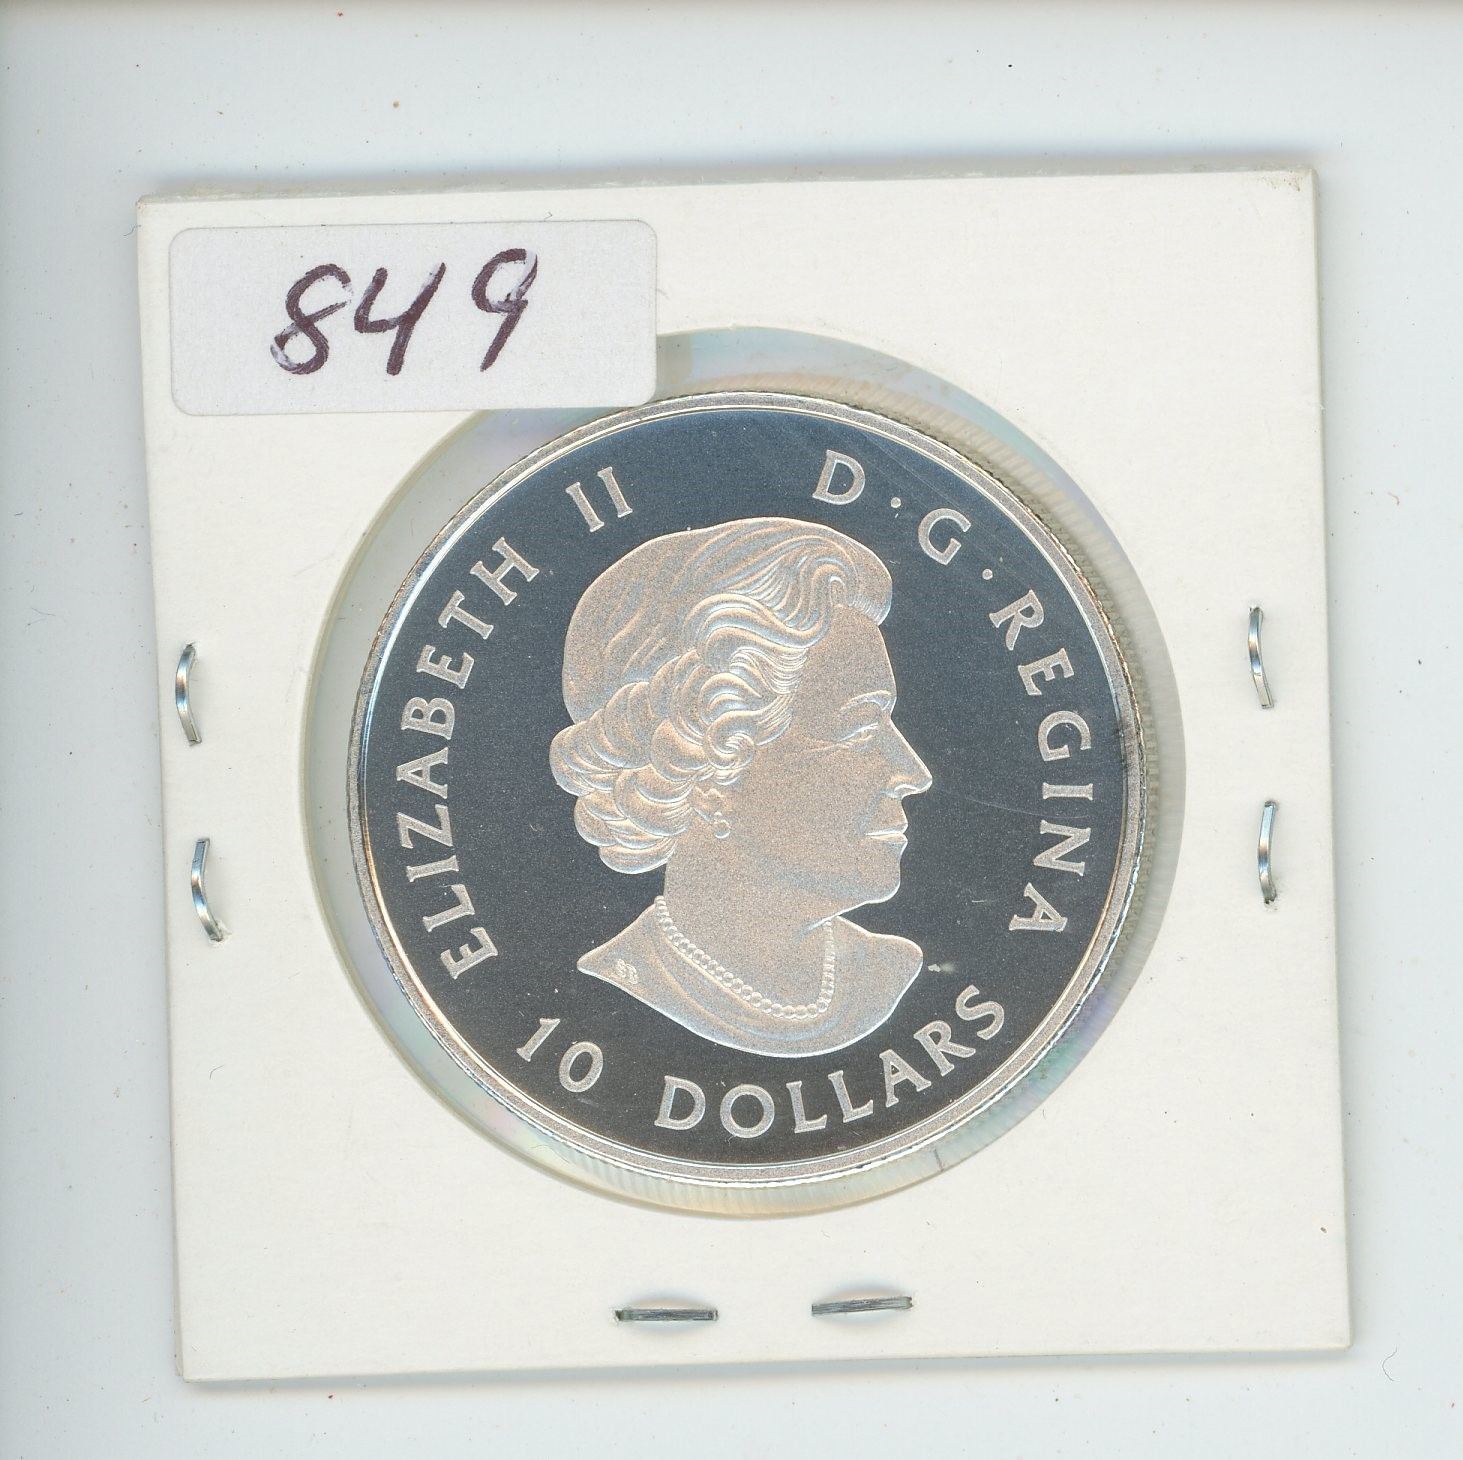 849
ELIZABETH II D·G·REGINA
10 DOLLARS